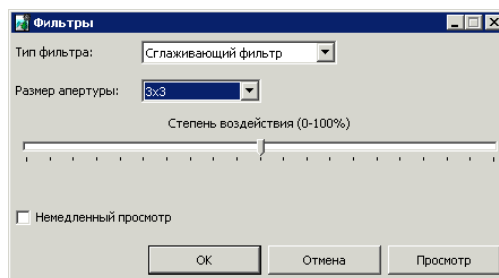 Фильтры
Тип фильтра: Сглаживающий фильтр
Размер апертуры: 3x3
Степень воздействия (0-100%)
Немедленный просмотр
OK Отмена Просмотр